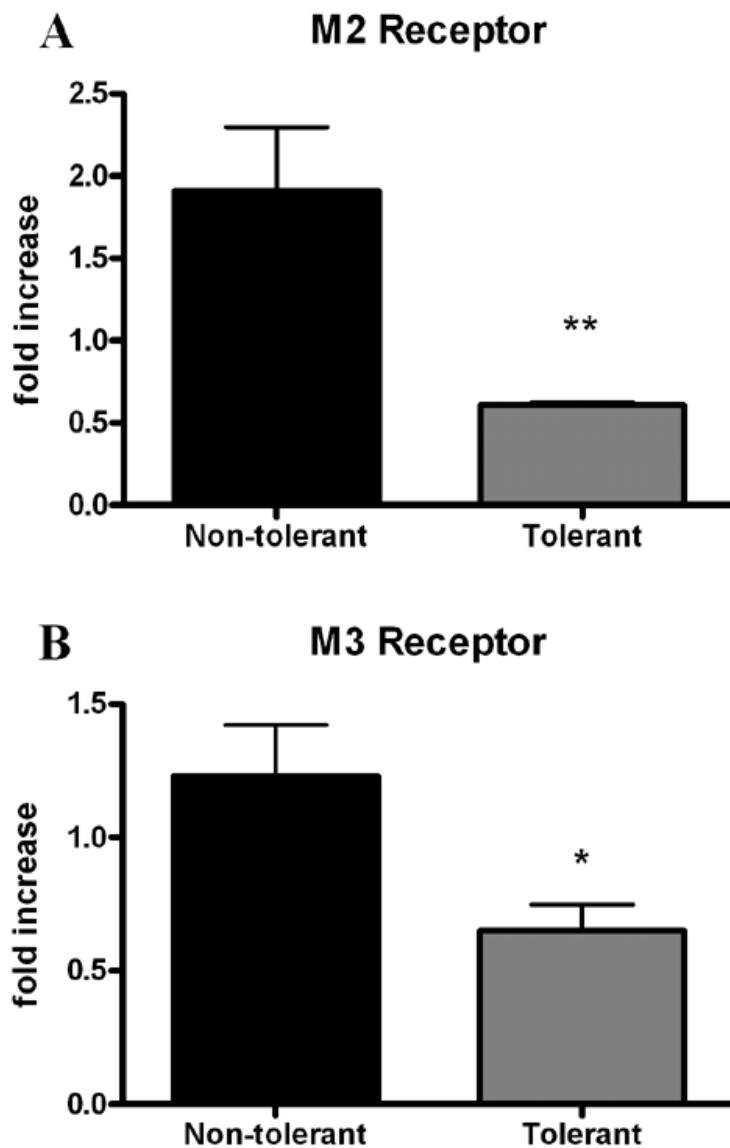 A
M2 Receptor
fold increase
2.5
2.0
1.5
1.0
0.5
0.0
**
Non-tolerant Tolerant
B
M3 Receptor
fold increase
1.5
1.0
0.5
0.0
*
Non-tolerant Tolerant